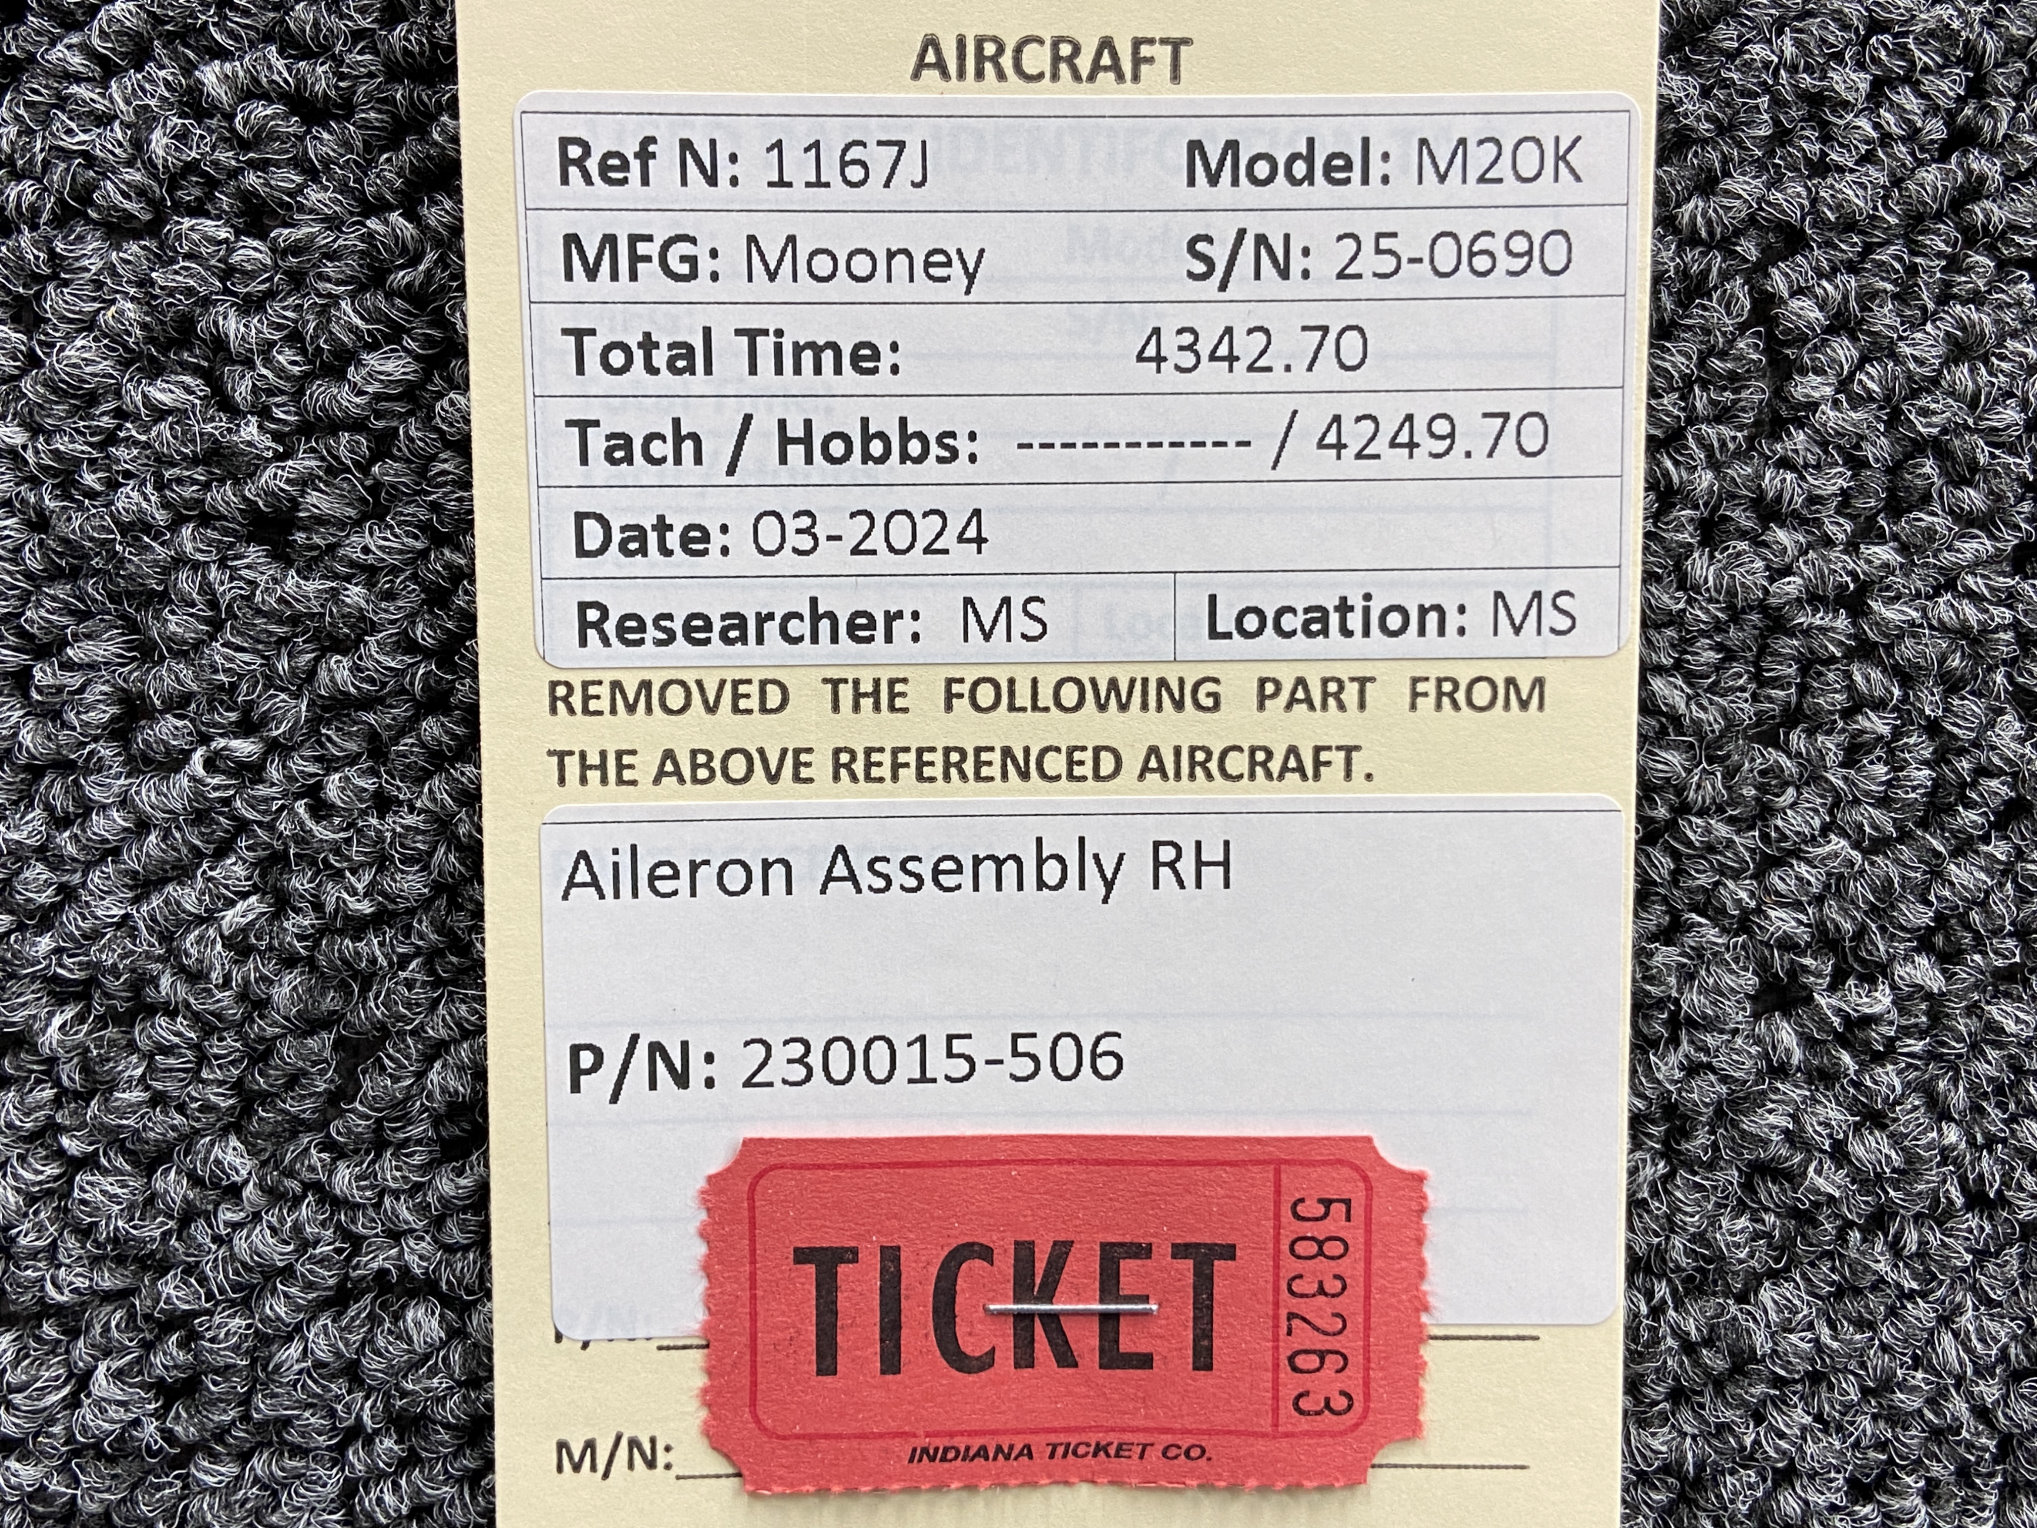 AIRCRAFT
Ref N: 1167J Model: M20K
MFG: Mooney S/N: 25-0690
Total Time: 4342.70
Tach / Hobbs: ----------- / 4249.70
Date: 03-2024
Researcher: MS Location: MS
REMOVED THE FOLLOWING PART FROM
THE ABOVE REFERENCED AIRCRAFT.
Aileron Assembly RH
P/N: 230015-506
TICKET
583263
INDIANA TICKET CO.
M/N: